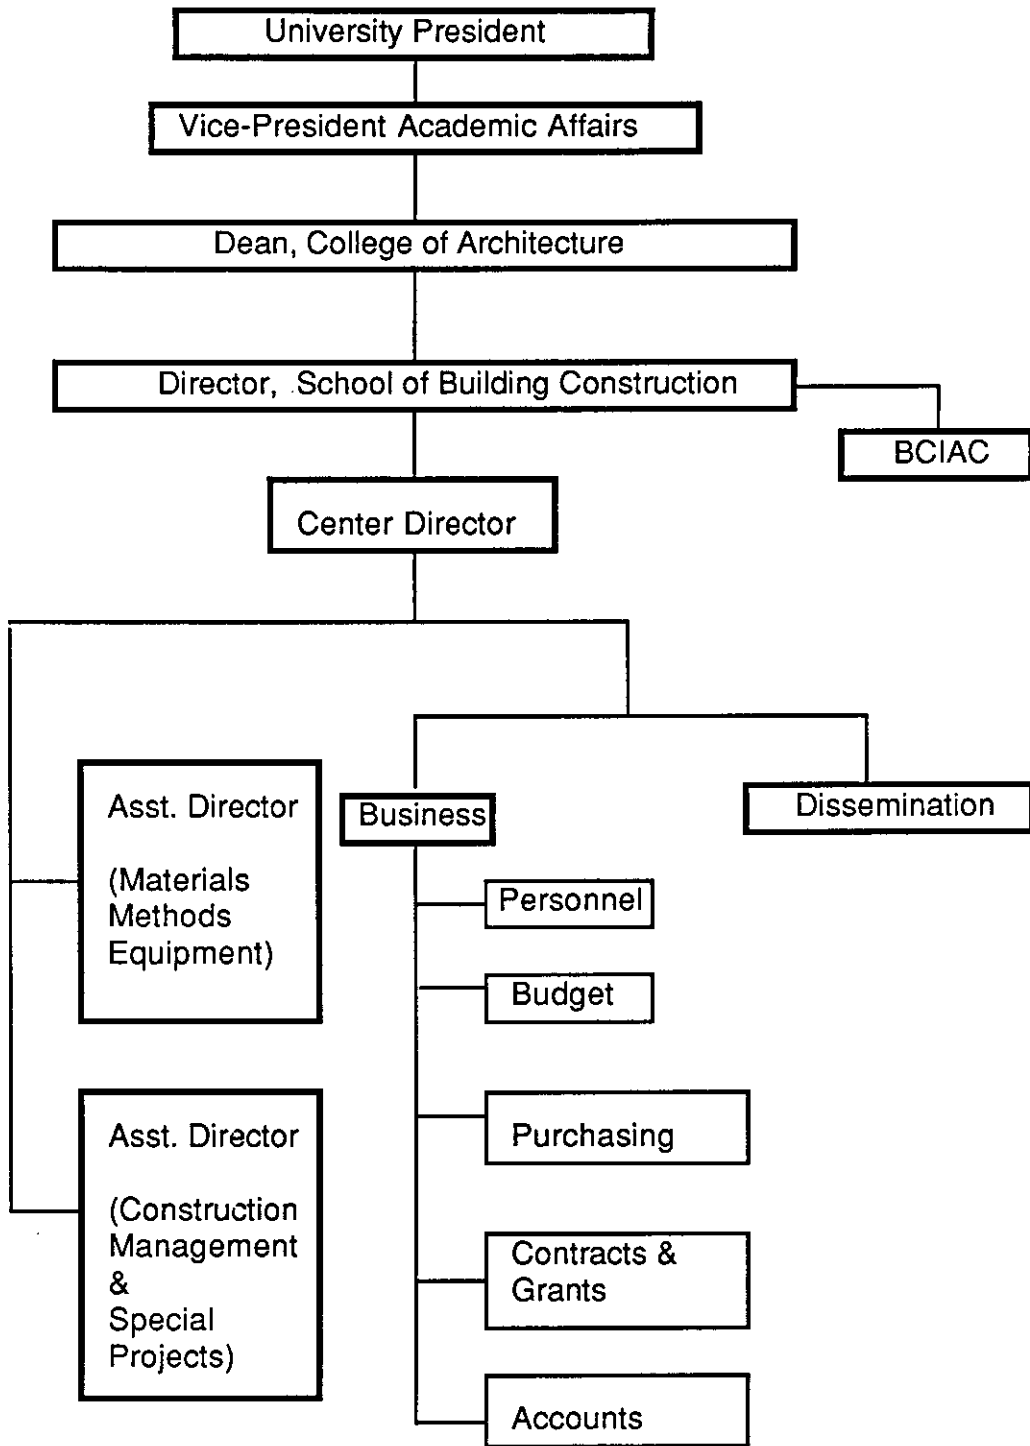 University President
Vice-President Academic Affairs
Dean, College of Architecture
Director, School of Building Construction
BCIAC
Center Director
Asst. Director
(Materials
Methods
Equipment)
Business
Dissemination
Personnel
Budget
Purchasing
Asst. Director
(Construction
Management
&
Special
Projects)
Contracts &
Grants
Accounts